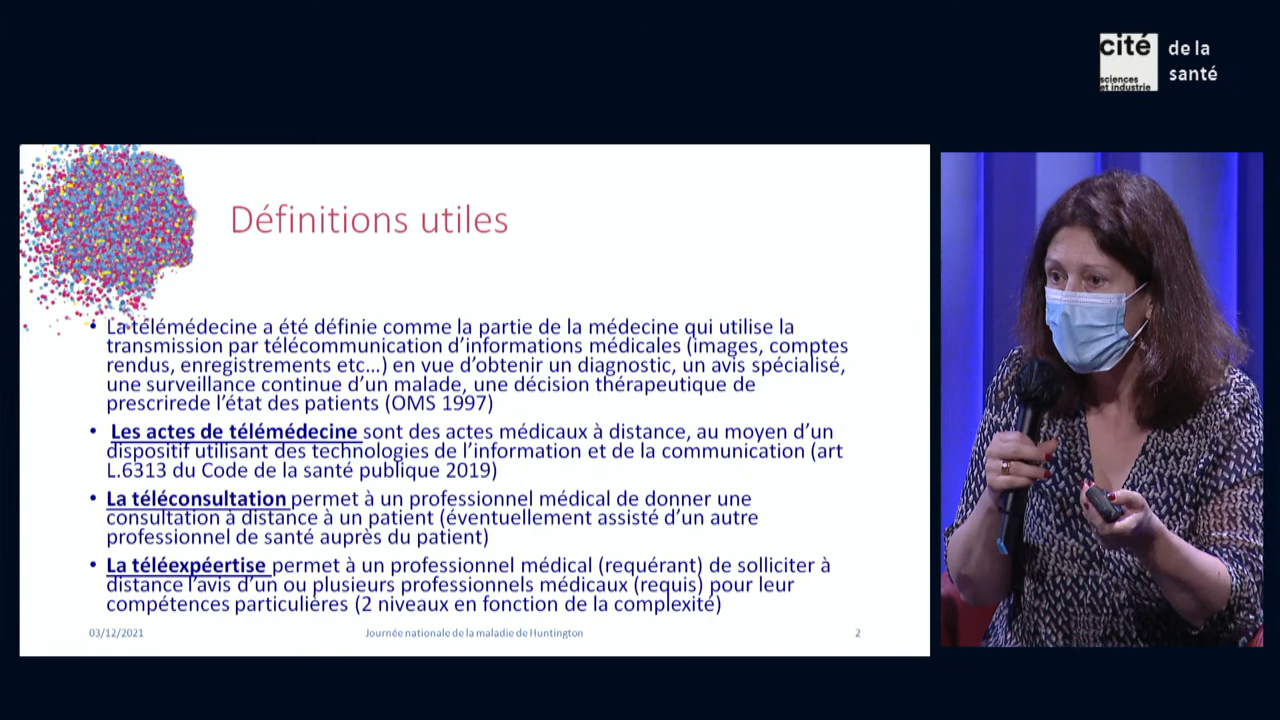 cité
sciences
et industrie
de la
santé
Définitions utiles
• La télémédecine a été définie comme la partie de la médecine qui utilise la
transmission par télécommunication d'informations médicales (images, comptes
rendus, enregistrements etc...) en vue d'obtenir un diagnostic, un avis spécialisé,
une surveillance continue d'un malade, une décision thérapeutique de
prescrirede l'état des patients (OMS 1997)
• Les actes de télémédecine sont des actes médicaux à distance, au moyen d'un
dispositif utilisant des technologies de l'information et de la communication (art
L.6313 du Code de la santé publique 2019)
• La téléconsultation permet à un professionnel médical de donner une
consultation à distance à un patient (éventuellement assisté d'un autre
professionnel de santé auprès du patient)
• La téléexpéertise permet à un professionnel médical (requérant) de solliciter à
distance l'avis d'un ou plusieurs professionnels médicaux (requis) pour leur
compétences particulières (2 niveaux en fonction de la complexité)
03/12/2021 Journée nationale de la maladie de Huntington 2